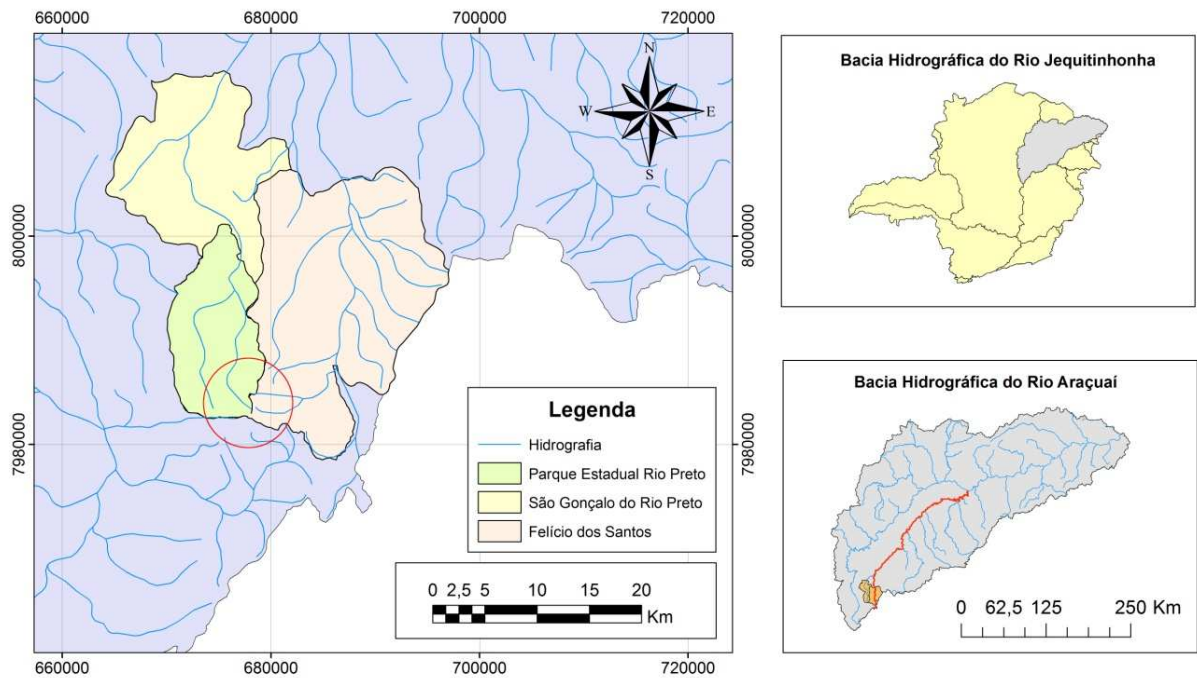 660000 680000 700000 720000
8000000 8000000
7980000 7980000
N
W E
S
Legenda
Hidrografia
Parque Estadual Rio Preto
São Gonçalo do Rio Preto
Felício dos Santos
0 2,5 5 10 15 20
Km
660000 680000 700000 720000
Bacia Hidrográfica do Rio Jequitinhonha
Bacia Hidrográfica do Rio Araçuaí
0 62,5 125 250 Km